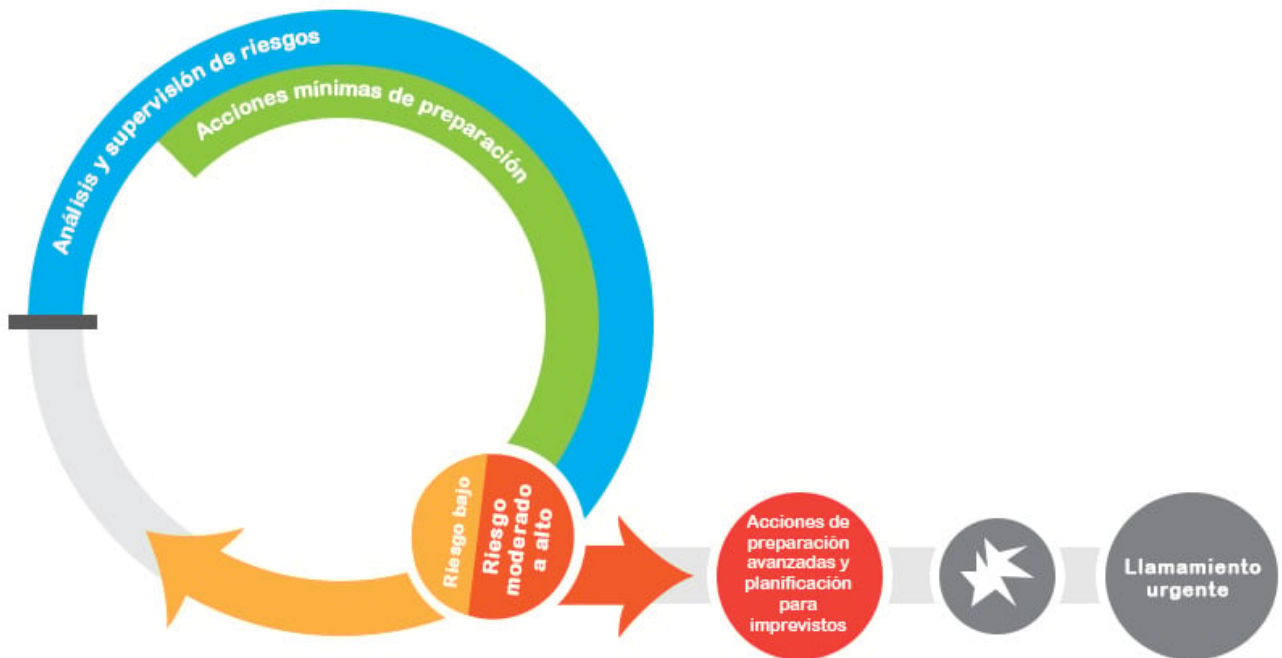 Análisis y supervisión de riesgos
Acciones mínimas de preparación
Riesgo bajo
Riesgo
moderado
a alto
Acciones de
preparación
avanzadas y
planificación
para
imprevistos
Llamamiento
urgente